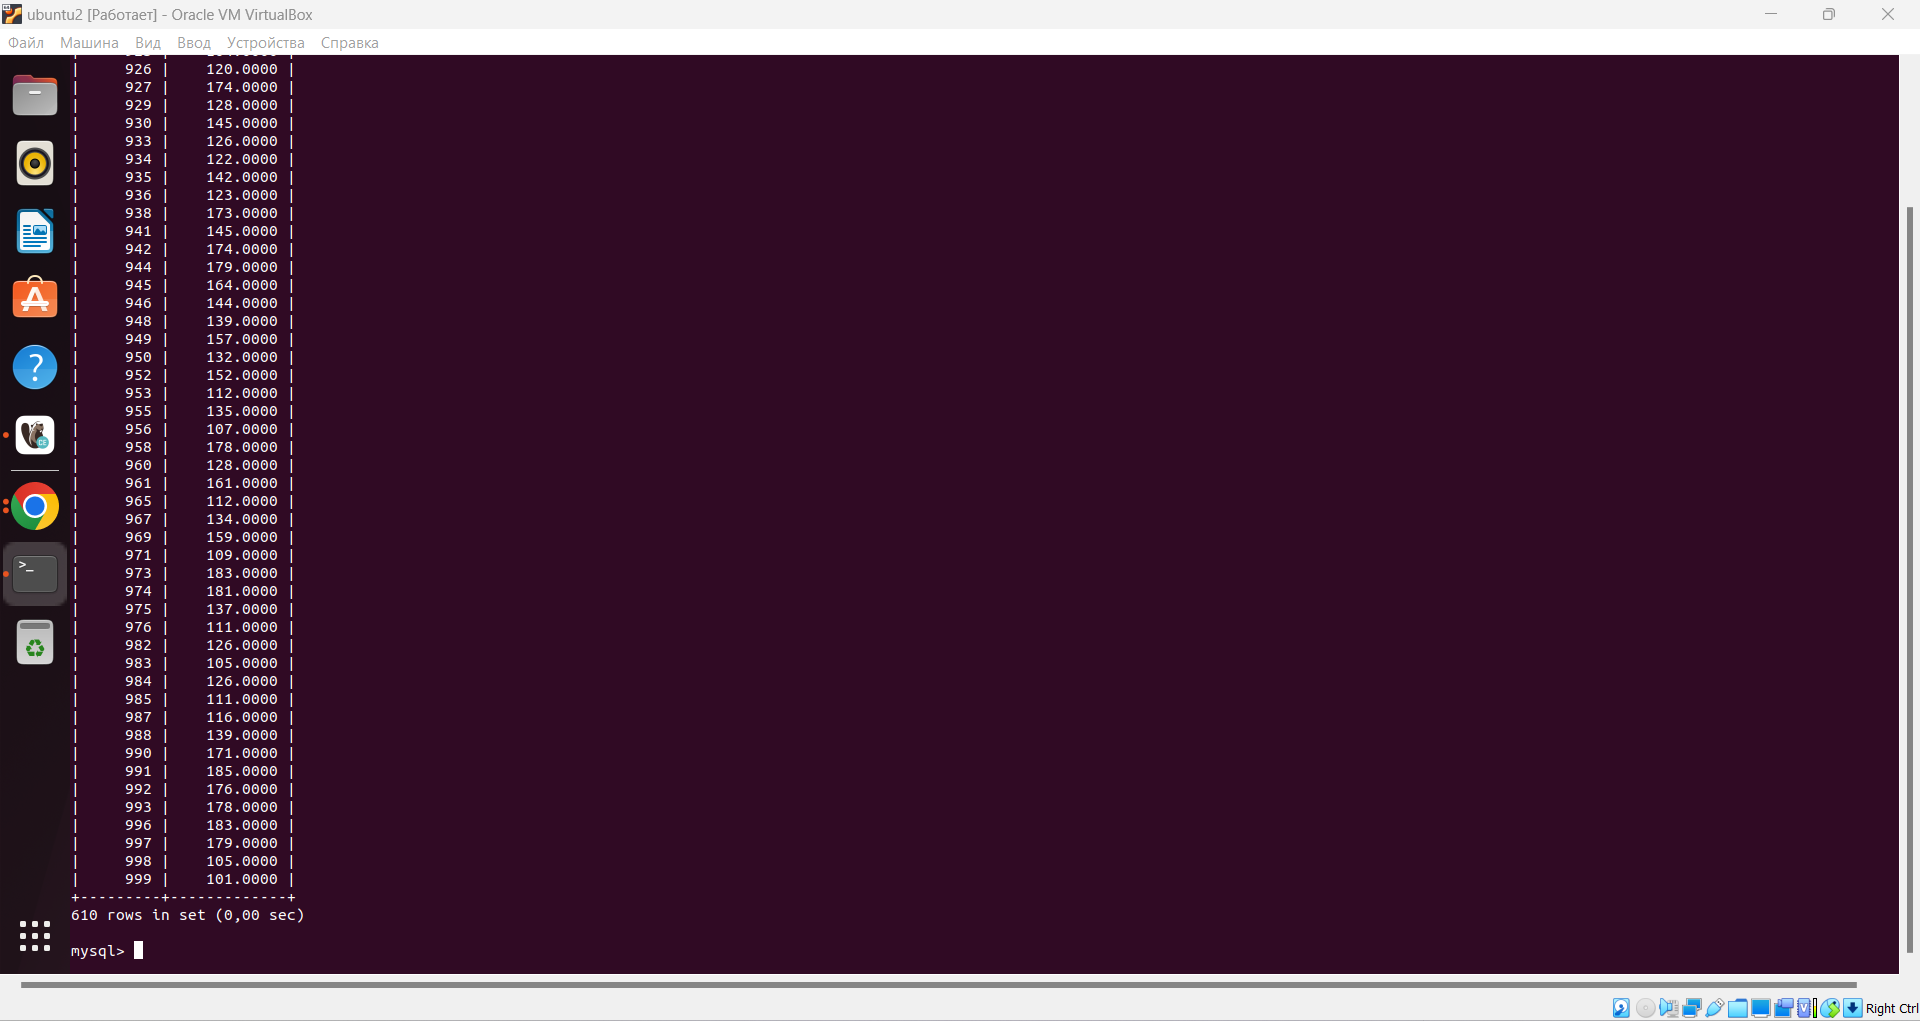 ubuntu2 [Работает] - Oracle VM VirtualBox
Файл Машина Вид Ввод Устройства Справка
| 926 | 120.0000 |
| 927 | 174.0000 |
| 929 | 128.0000 |
| 930 | 145.0000 |
| 933 | 126.0000 |
| 934 | 122.0000 |
| 935 | 142.0000 |
| 936 | 123.0000 |
| 938 | 173.0000 |
| 941 | 145.0000 |
| 942 | 174.0000 |
| 944 | 179.0000 |
| 945 | 164.0000 |
| 946 | 144.0000 |
| 948 | 139.0000 |
| 949 | 157.0000 |
| 950 | 132.0000 |
| 952 | 152.0000 |
| 953 | 112.0000 |
| 955 | 135.0000 |
| 956 | 107.0000 |
| 958 | 178.0000 |
| 960 | 128.0000 |
| 961 | 161.0000 |
| 965 | 112.0000 |
| 967 | 134.0000 |
| 969 | 159.0000 |
| 971 | 109.0000 |
| 973 | 183.0000 |
| 974 | 181.0000 |
| 975 | 137.0000 |
| 976 | 111.0000 |
| 982 | 126.0000 |
| 983 | 105.0000 |
| 984 | 126.0000 |
| 985 | 111.0000 |
| 987 | 116.0000 |
| 988 | 139.0000 |
| 990 | 171.0000 |
| 991 | 185.0000 |
| 992 | 176.0000 |
| 993 | 178.0000 |
| 996 | 183.0000 |
| 997 | 179.0000 |
| 998 | 105.0000 |
| 999 | 101.0000 |
+---------+-------------+
610 rows in set (0,00 sec)
mysql>
Right Ctrl